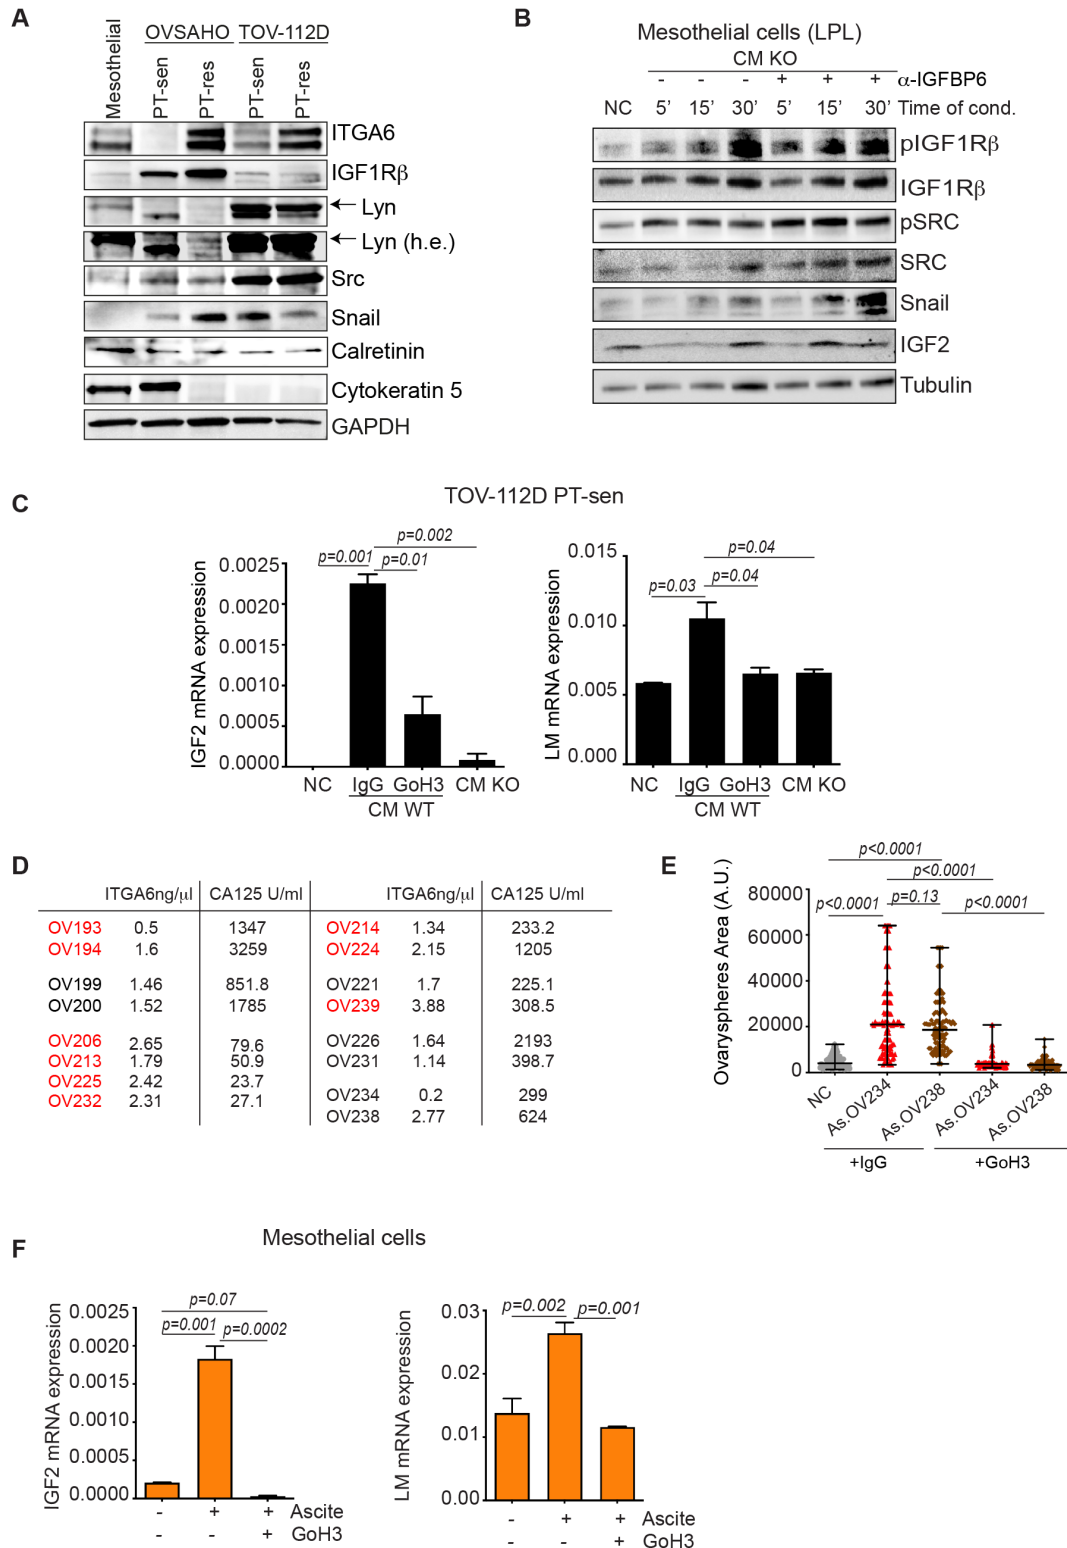 A
Mesothelial
OVSAHO
TOV-112D
PT-sen
PT-res
PT-sen
PT-res
ITGA6
IGF1Rβ
Lyn
Lyn (h.e.)
Src
Snail
Calretinin
Cytokeratin 5
GAPDH
B
Mesothelial cells (LPL)
CM KO
- - - + + + α-IGFBP6
NC 5' 15' 30' 5' 15' 30' Time of cond.
pIGF1Rβ
IGF1Rβ
pSRC
SRC
Snail
IGF2
Tubulin
C
TOV-112D PT-sen
IGF2 mRNA expression
0.0025
0.0020
0.0015
0.0010
0.0005
0.0000
p=0.002
p=0.001
p=0.01
NC IgG GoH3 CM KO
CM WT
LM mRNA expression
0.015
0.010
0.005
0.000
p=0.04
p=0.03
p=0.04
NC IgG GoH3 CM KO
CM WT
D
ITGA6ng/µl CA125 U/ml ITGA6ng/µl CA125 U/ml
OV193 0.5 1347 OV214 1.34 233.2
OV194 1.6 3259 OV224 2.15 1205
OV199 1.46 851.8 OV221 1.7 225.1
OV200 1.52 1785 OV239 3.88 308.5
OV206 2.65 79.6 OV226 1.64 2193
OV213 1.79 50.9 OV231 1.14 398.7
OV225 2.42 23.7 OV234 0.2 299
OV232 2.31 27.1 OV238 2.77 624
E
Ovaryspheres Area (A.U.)
80000
60000
40000
20000
0
p<0.0001
p<0.0001
p<0.0001
p=0.13
p<0.0001
NC
As.OV234
As.OV238
As.OV234
As.OV238
+IgG
+GoH3
F
Mesothelial cells
IGF2 mRNA expression
0.0025
0.0020
0.0015
0.0010
0.0005
0.0000
p=0.07
p=0.001
p=0.0002
- + + Ascite
- - + GoH3
LM mRNA expression
0.03
0.02
0.01
0.00
p=0.002
p=0.001
- + + Ascite
- - + GoH3